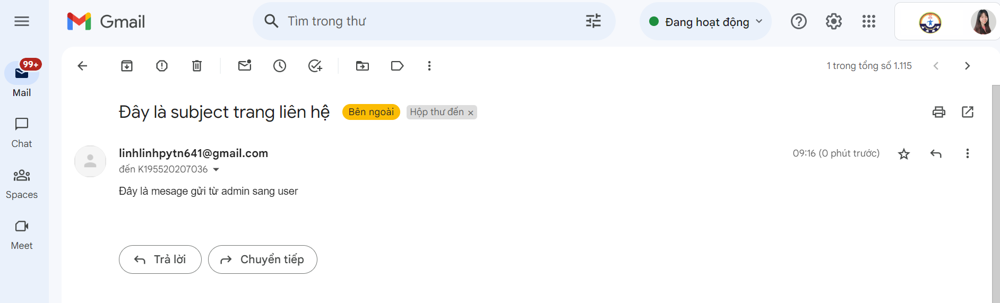 Gmail
Tìm trong thư
Đang hoạt động
99+
Mail
Chat
Spaces
Meet
1 trong tổng số 1.115
Đây là subject trang liên hệ Bên ngoài Hộp thư đến ×
linhlinhpytn641@gmail.com
09:16 (0 phút trước)
đến K195520207036
Đây là mesage gửi từ admin sang user
Trả lời
Chuyển tiếp